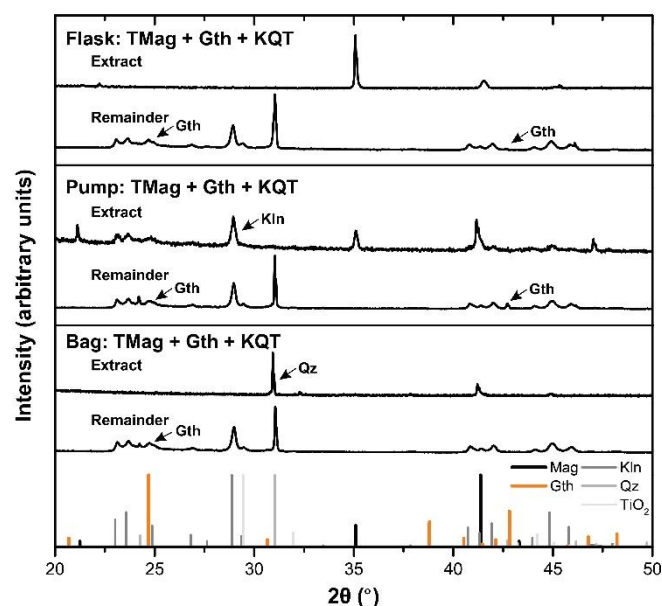 Flask: TMag + Gth + KQT
Extract
Remainder
Gth
Gth
Pump: TMag + Gth + KQT
Extract
Kln
Remainder
Gth
Gth
Bag: TMag + Gth + KQT
Extract
Qz
Remainder
Gth
Mag Kln
Gth Qz
TiO2
Intensity (arbitrary units)
20 25 30 35 40 45 50
2θ (°)